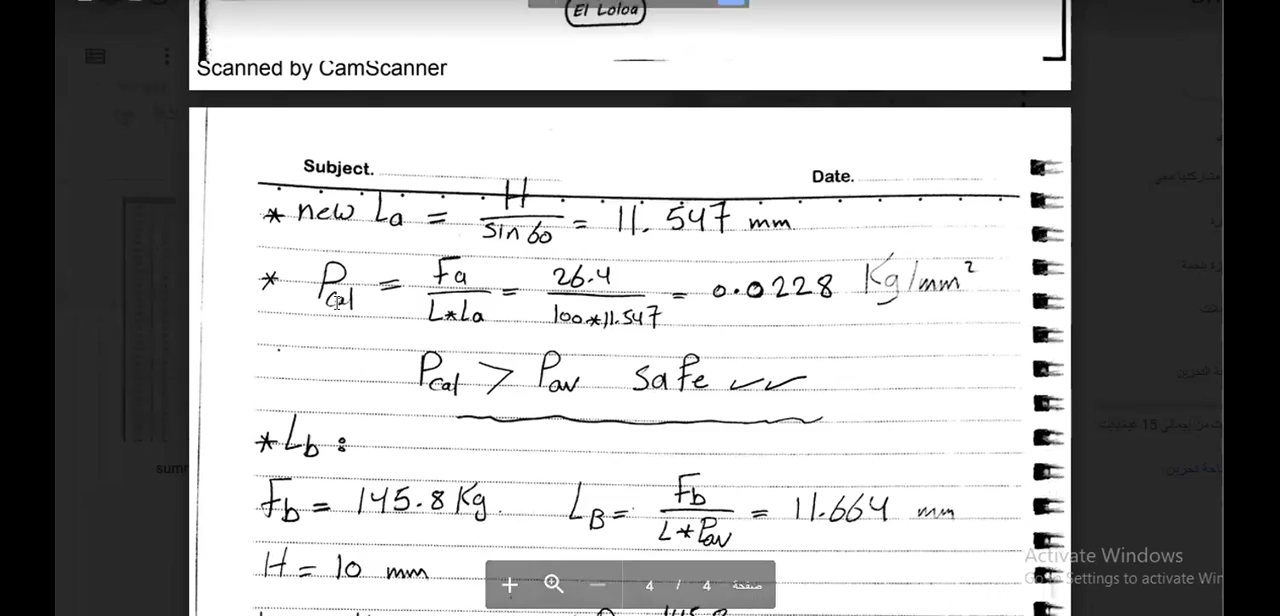 El Loloa
Scanned by CamScanner
Subject.
Date.
* new La = H / sin 60 = 11.547 mm
* Pcal = Fa / L*La = 26.4 / 100*11.547 = 0.0228 Kg/mm²
Pcal > Pav safe ✓✓
* Lb :
Fb = 145.8 Kg. LB = Fb / L*Pav = 11.664 mm
H = 10 mm
4 / 4 صفحة
Activate Windows
Go to Settings to activate Win